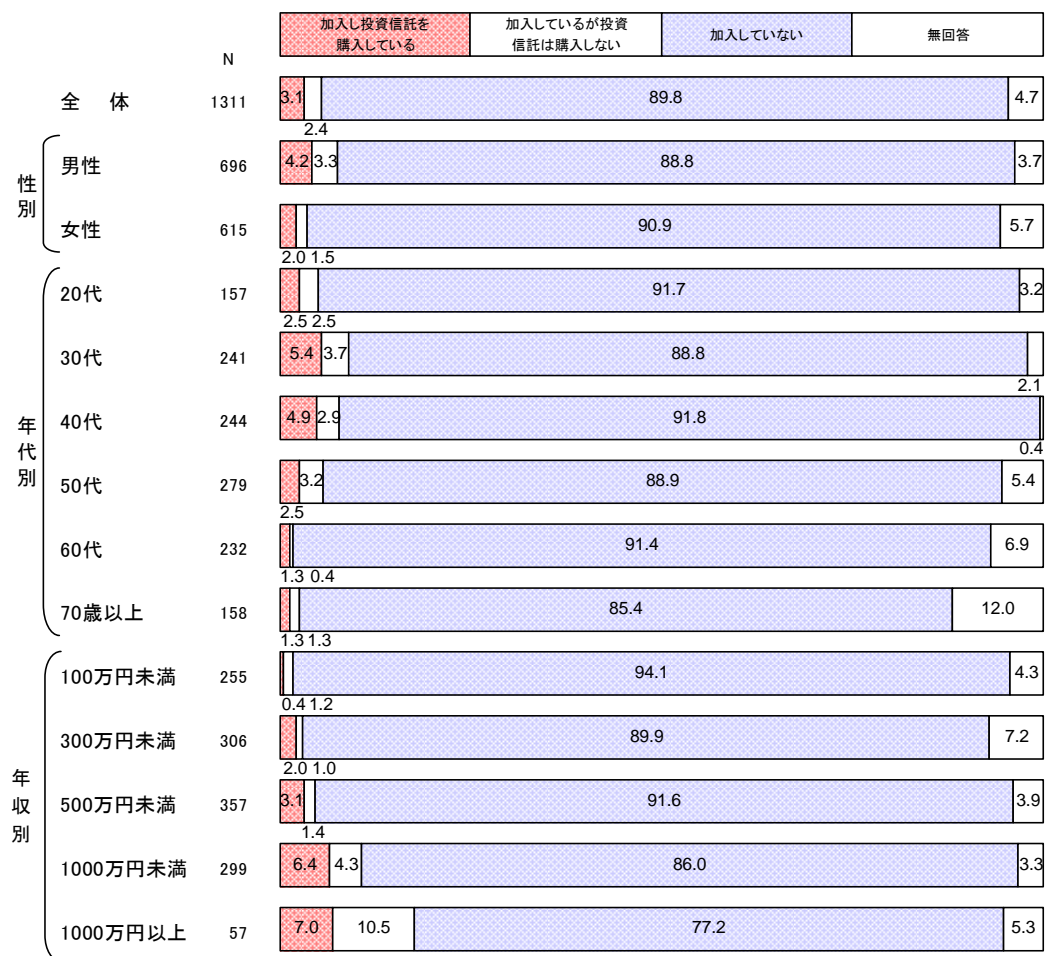 加入し投資信託を
購入している
加入しているが投資
信託は購入しない
加入していない
無回答
N
全 体 1311 3.1 89.8 4.7
2.4
性別
男性 696 4.2 3.3 88.8 3.7
女性 615 90.9 5.7
2.0 1.5
年代別
20代 157 91.7 3.2
2.5 2.5
30代 241 5.4 3.7 88.8
2.1
40代 244 4.9 2.9 91.8
0.4
50代 279 3.2 88.9 5.4
2.5
60代 232 91.4 6.9
1.3 0.4
70歳以上 158 85.4 12.0
1.3 1.3
年収別
100万円未満 255 94.1 4.3
0.4 1.2
300万円未満 306 89.9 7.2
2.0 1.0
500万円未満 357 3.1 91.6 3.9
1.4
1000万円未満 299 6.4 4.3 86.0 3.3
1000万円以上 57 7.0 10.5 77.2 5.3